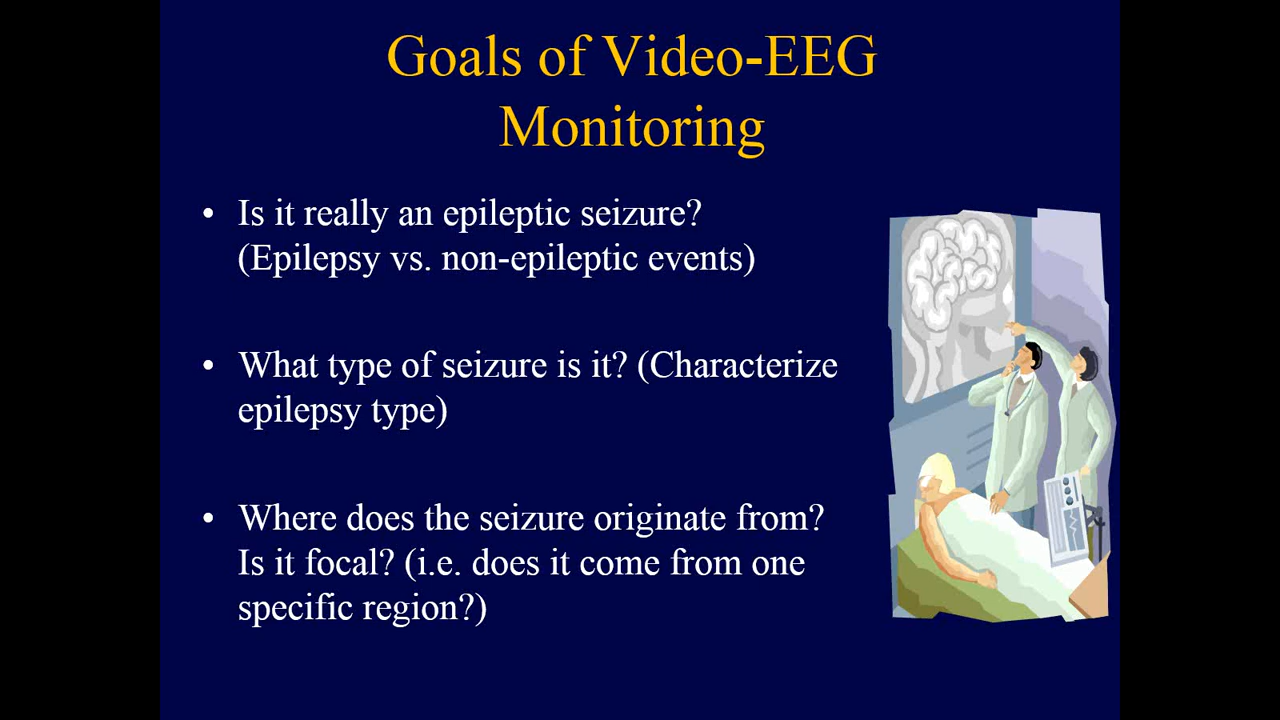 Goals of Video-EEG
Monitoring
• Is it really an epileptic seizure?
(Epilepsy vs. non-epileptic events)
• What type of seizure is it? (Characterize
epilepsy type)
• Where does the seizure originate from?
Is it focal? (i.e. does it come from one
specific region?)